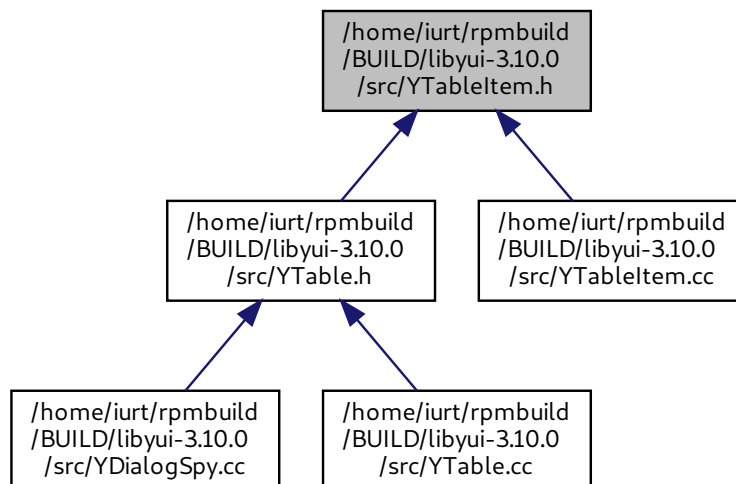 /home/iurt/rpmbuild
/BUILD/libyui-3.10.0
/src/YTableItem.h
/home/iurt/rpmbuild
/BUILD/libyui-3.10.0
/src/YTable.h
/home/iurt/rpmbuild
/BUILD/libyui-3.10.0
/src/YTableItem.cc
/home/iurt/rpmbuild
/BUILD/libyui-3.10.0
/src/YDialogSpy.cc
/home/iurt/rpmbuild
/BUILD/libyui-3.10.0
/src/YTable.cc